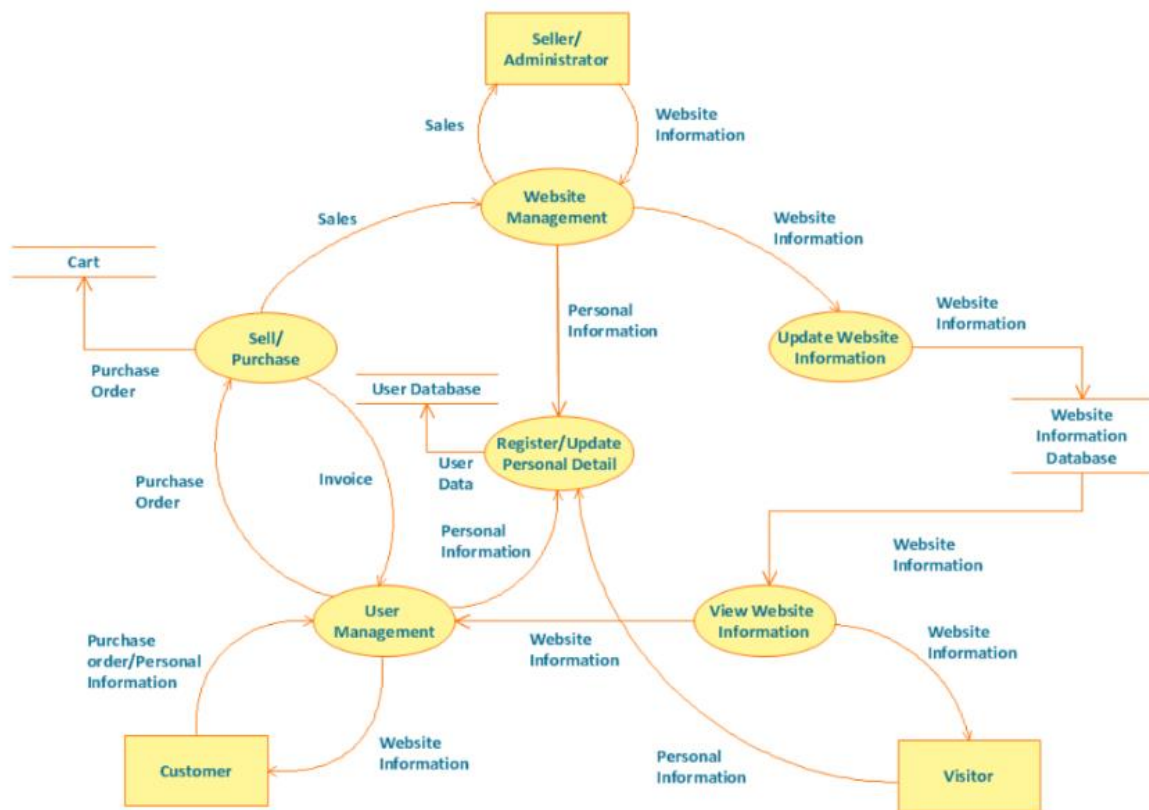 Seller/
Administrator
Sales
Website
Information
Website
Management
Sales
Website
Information
Cart
Personal
Information
Website
Information
Sell/
Purchase
Update Website
Information
Purchase
Order
User Database
Website
Information
Database
Register/Update
Personal Detail
User
Data
Purchase
Order
Invoice
Personal
Information
Website
Information
User
Management
View Website
Information
Purchase
order/Personal
Information
Website
Information
Website
Information
Website
Information
Personal
Information
Customer
Visitor